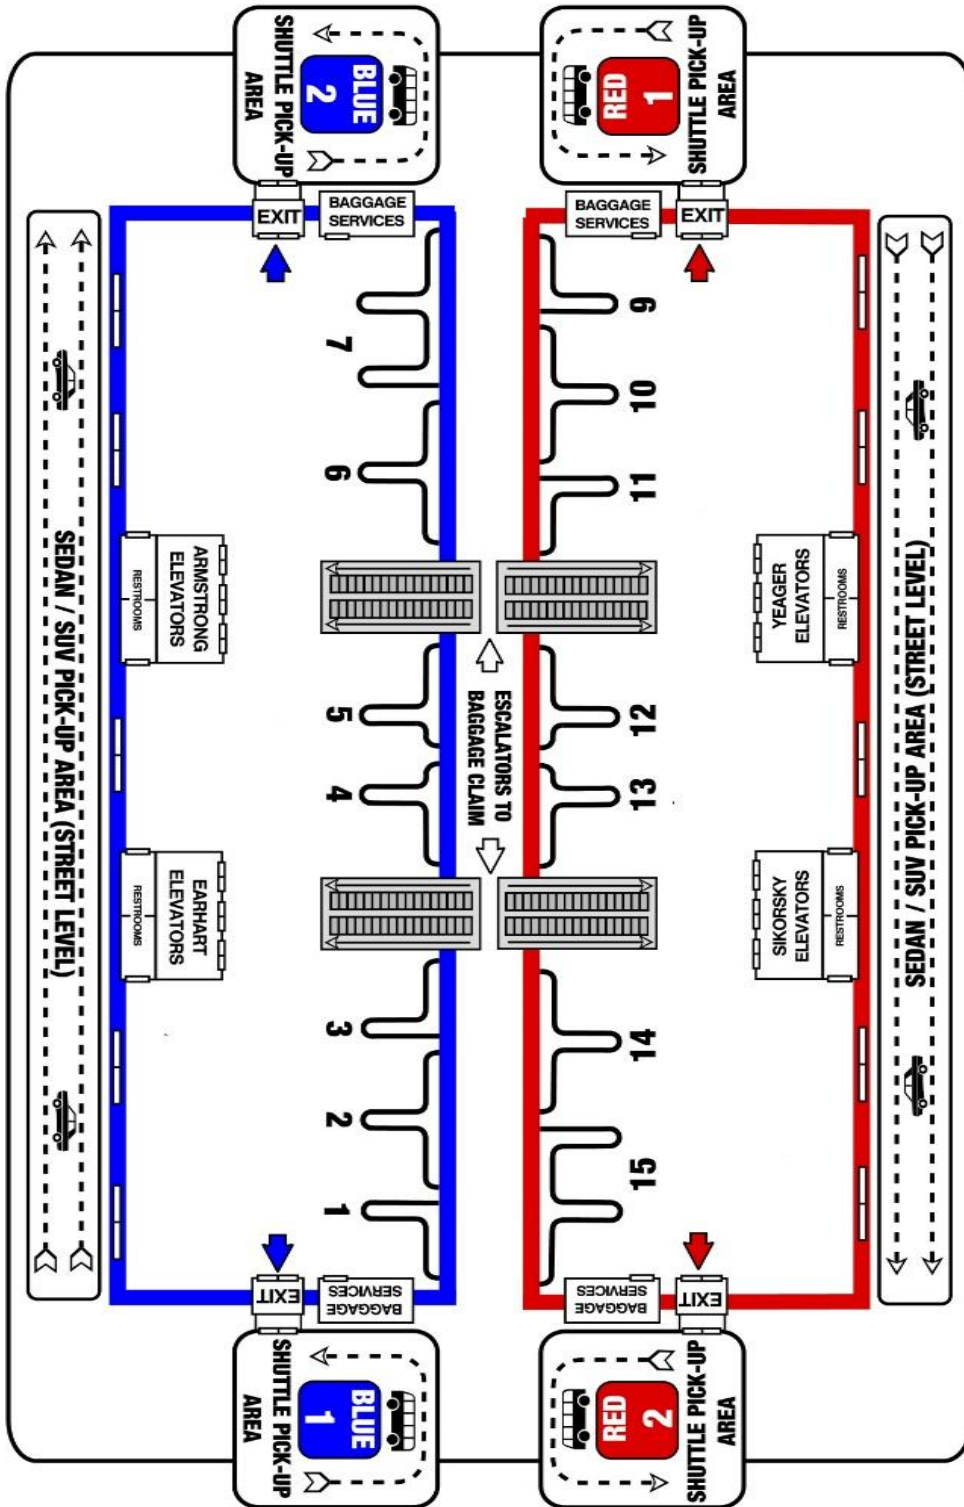 SHUTTLE PICK-UP
AREA
BLUE
2
RED
1
SHUTTLE PICK-UP
AREA
EXIT
BAGGAGE
SERVICES
BAGGAGE
SERVICES
EXIT
7
6
5
4
3
2
1
9
10
11
12
13
14
15
ARMSTRONG
ELEVATORS
RESTROOMS
EARHART
ELEVATORS
RESTROOMS
YEAGER
ELEVATORS
RESTROOMS
SIKORSKY
ELEVATORS
RESTROOMS
ESCALATORS TO
BAGGAGE CLAIM
SEDAN / SUV PICK-UP AREA (STREET LEVEL)
SEDAN / SUV PICK-UP AREA (STREET LEVEL)
EXIT
BAGGAGE
SERVICES
BAGGAGE
SERVICES
EXIT
SHUTTLE PICK-UP
AREA
BLUE
1
RED
2
SHUTTLE PICK-UP
AREA